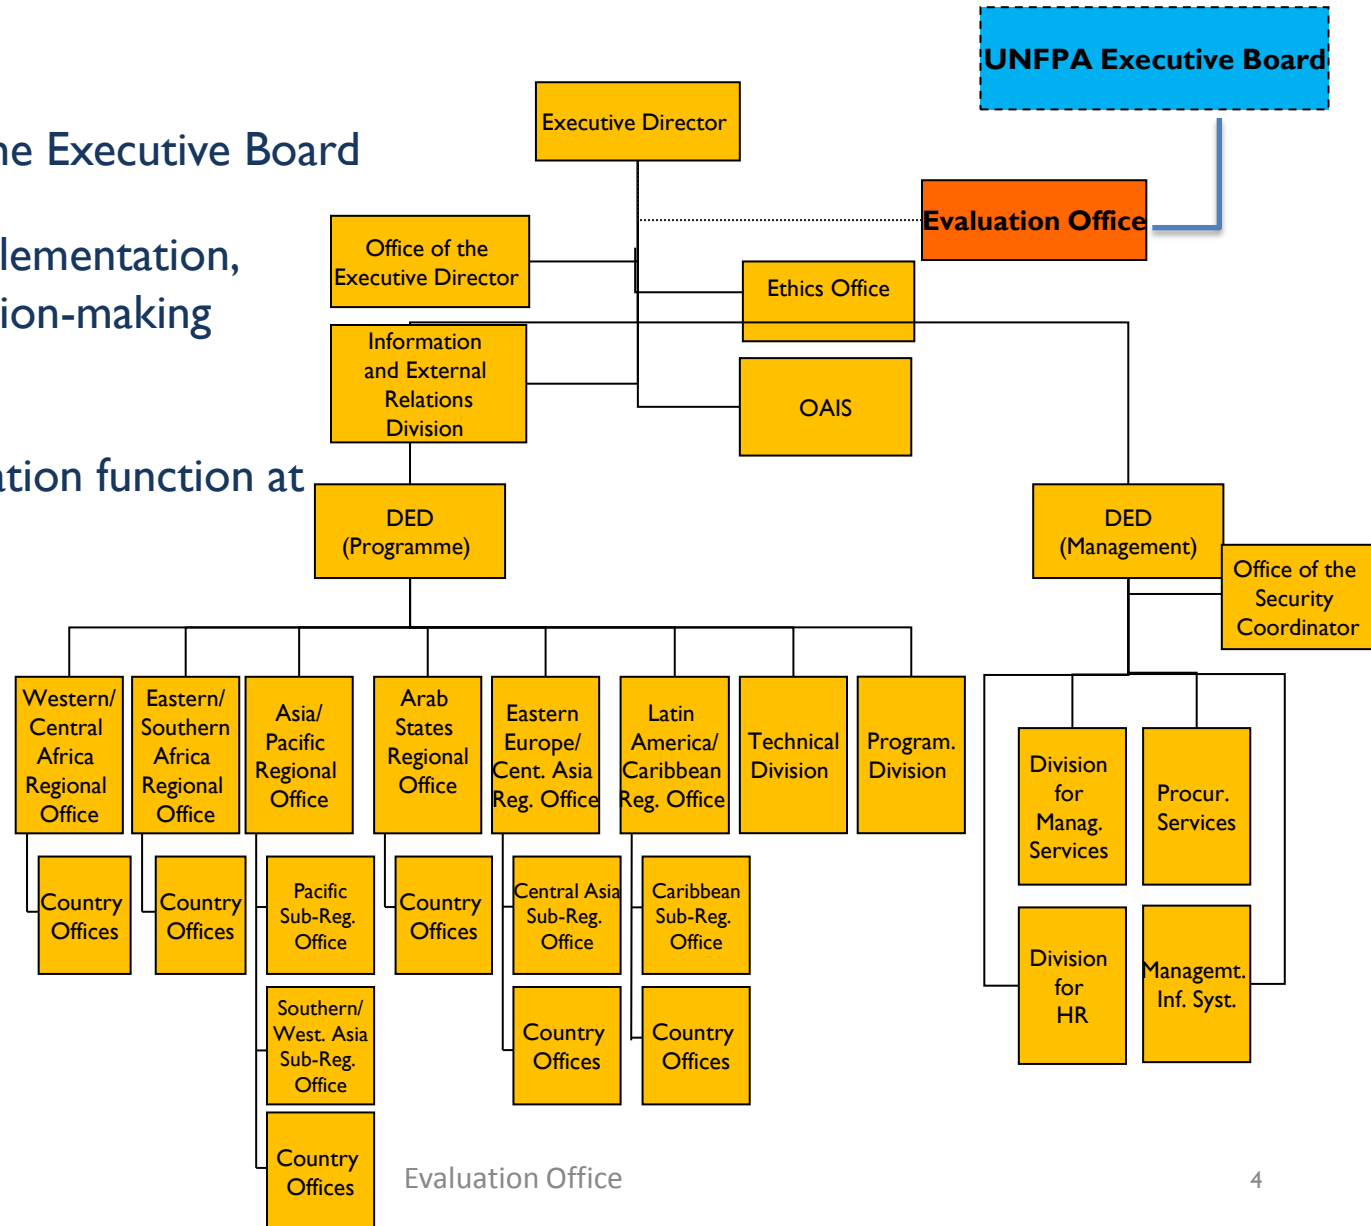 UNFPA Executive Board
Executive Director
he Executive Board
Evaluation Office
lementation,
ion-making
Office of the
Executive Director
Ethics Office
Information
and External
Relations
Division
OAIS
ation function at
DED
(Programme)
DED
(Management)
Office of the
Security
Coordinator
Western/
Central
Africa
Regional
Office
Eastern/
Southern
Africa
Regional
Office
Asia/
Pacific
Regional
Office
Arab
States
Regional
Office
Eastern
Europe/
Cent. Asia
Reg. Office
Latin
America/
Caribbean
Reg. Office
Technical
Division
Program.
Division
Division
for
Manag.
Services
Procur.
Services
Country
Offices
Country
Offices
Pacific
Sub-Reg.
Office
Country
Offices
Central Asia
Sub-Reg.
Office
Caribbean
Sub-Reg.
Office
Division
for
HR
Managemt.
Inf. Syst.
Southern/
West. Asia
Sub-Reg.
Office
Country
Offices
Country
Offices
Country
Offices
Evaluation Office
4